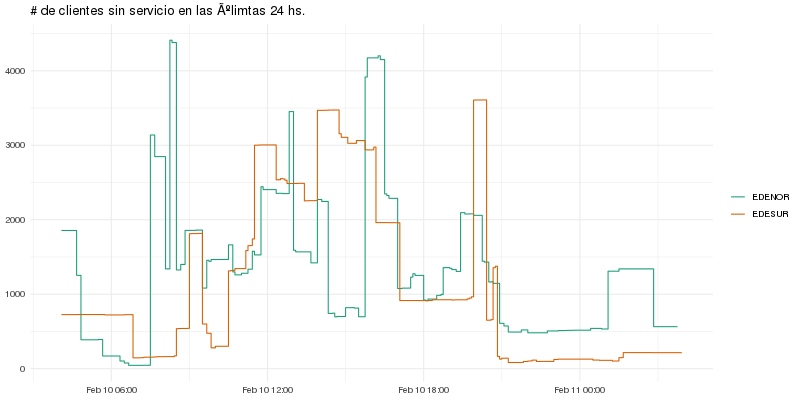 # de clientes sin servicio en las Ãºlimtas 24 hs.
4000
3000
2000
1000
0
Feb 10 06:00
Feb 10 12:00
Feb 10 18:00
Feb 11 00:00
EDENOR
EDESUR